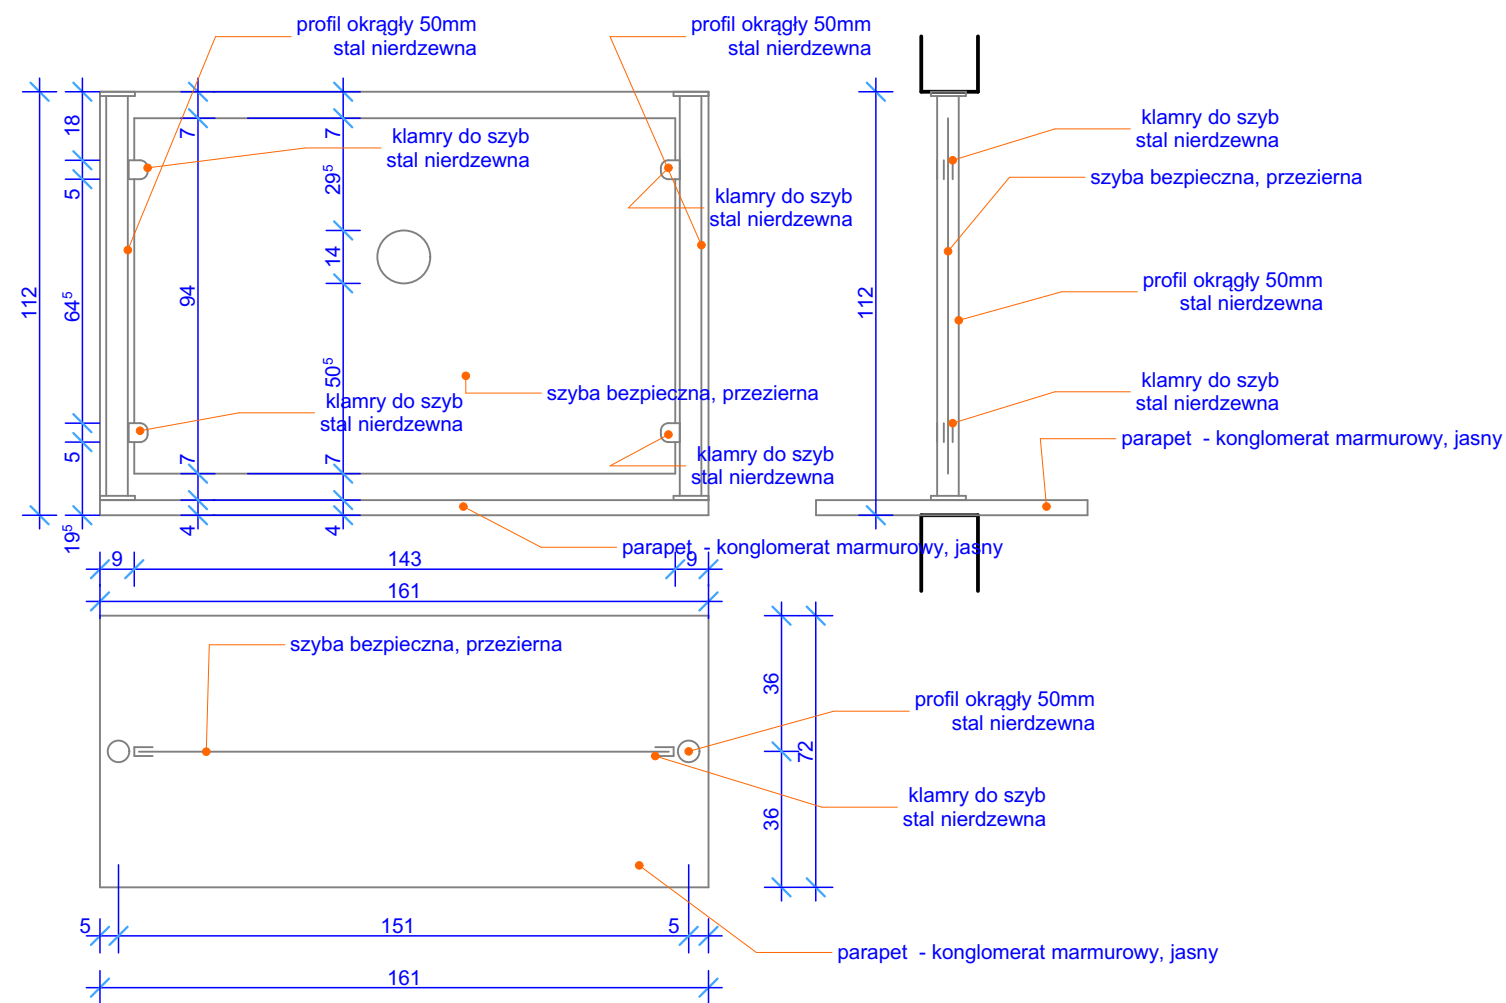 profil okrągły 50mm
stal nierdzewna
profil okrągły 50mm
stal nierdzewna
klamry do szyb
stal nierdzewna
klamry do szyb
stal nierdzewna
klamry do szyb
stal nierdzewna
szyba bezpieczna, przezierna
112
18
5
64⁵
5
19⁵
7
94
7
4
7
29⁵
14
50⁵
7
4
112
profil okrągły 50mm
stal nierdzewna
klamry do szyb
stal nierdzewna
szyba bezpieczna, przezierna
klamry do szyb
stal nierdzewna
klamry do szyb
stal nierdzewna
parapet - konglomerat marmurowy, jasny
parapet - konglomerat marmurowy, jasny
9
143
9
161
szyba bezpieczna, przezierna
36
72
36
profil okrągły 50mm
stal nierdzewna
klamry do szyb
stal nierdzewna
5
151
5
parapet - konglomerat marmurowy, jasny
161